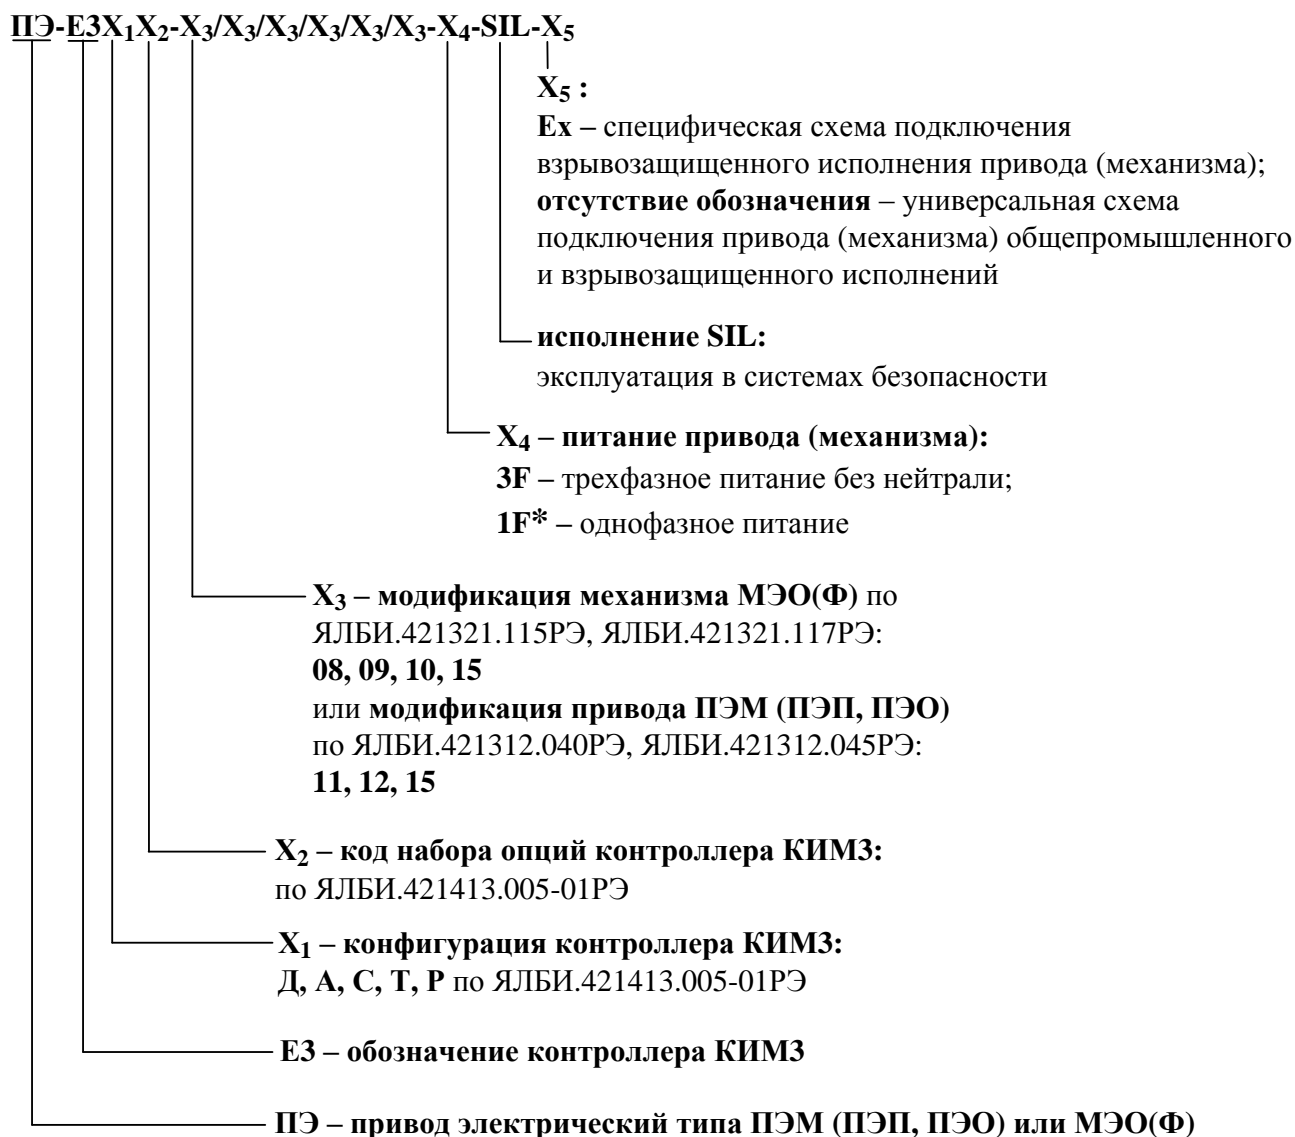 ПЭ-Е3X₁X₂-X₃/X₃/X₃/X₃/X₃/X₃-X₄-SIL-X₅
X₅ :
Ex – специфическая схема подключения
взрывозащищенного исполнения привода (механизма);
отсутствие обозначения – универсальная схема
подключения привода (механизма) общепромышленного
и взрывозащищенного исполнений
исполнение SIL:
эксплуатация в системах безопасности
X₄ – питание привода (механизма):
3F – трехфазное питание без нейтрали;
1F* – однофазное питание
X₃ – модификация механизма МЭО(Ф) по
ЯЛБИ.421321.115РЭ, ЯЛБИ.421321.117РЭ:
08, 09, 10, 15
или модификация привода ПЭМ (ПЭП, ПЭО)
по ЯЛБИ.421312.040РЭ, ЯЛБИ.421312.045РЭ:
11, 12, 15
X₂ – код набора опций контроллера КИМ3:
по ЯЛБИ.421413.005-01РЭ
X₁ – конфигурация контроллера КИМ3:
Д, А, С, Т, Р по ЯЛБИ.421413.005-01РЭ
Е3 – обозначение контроллера КИМ3
ПЭ – привод электрический типа ПЭМ (ПЭП, ПЭО) или МЭО(Ф)